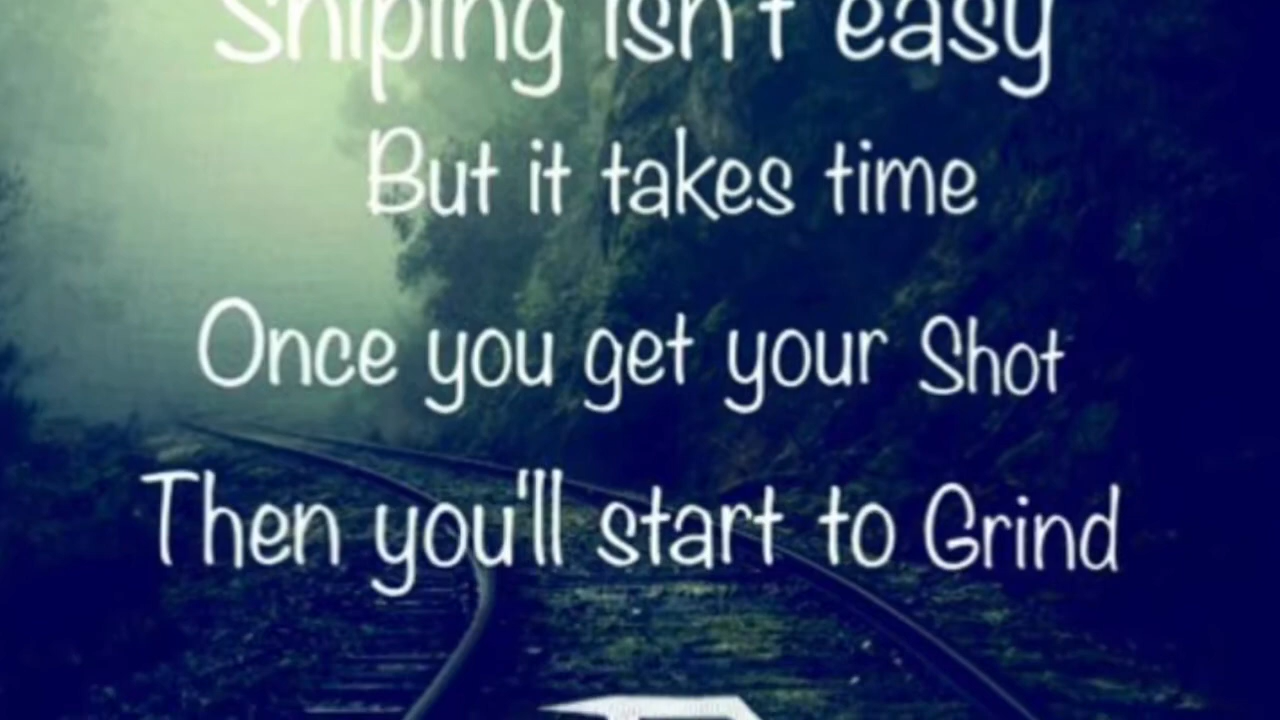 Sniping isn't easy
But it takes time
Once you get your Shot
Then you'll start to Grind